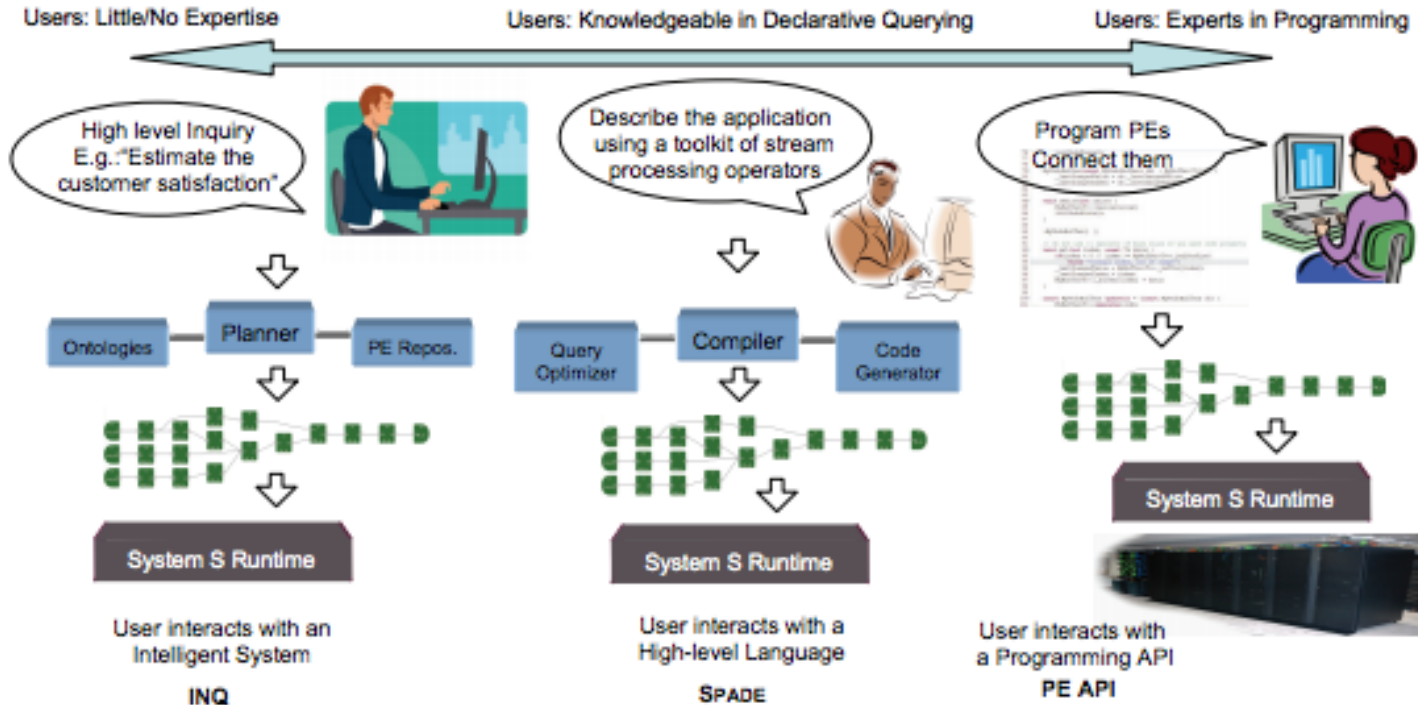 Users: Little/No Expertise
Users: Knowledgeable in Declarative Querying
Users: Experts in Programming
High level Inquiry
E.g.:"Estimate the
customer satisfaction"
Describe the application
using a toolkit of stream
processing operators
Program PEs
Connect them
Ontologies
Planner
PE Repos.
Query
Optimizer
Compiler
Code
Generator
System S Runtime
System S Runtime
System S Runtime
User interacts with an
Intelligent System
INQ
User interacts with a
High-level Language
SPADE
User interacts with
a Programming API
PE API